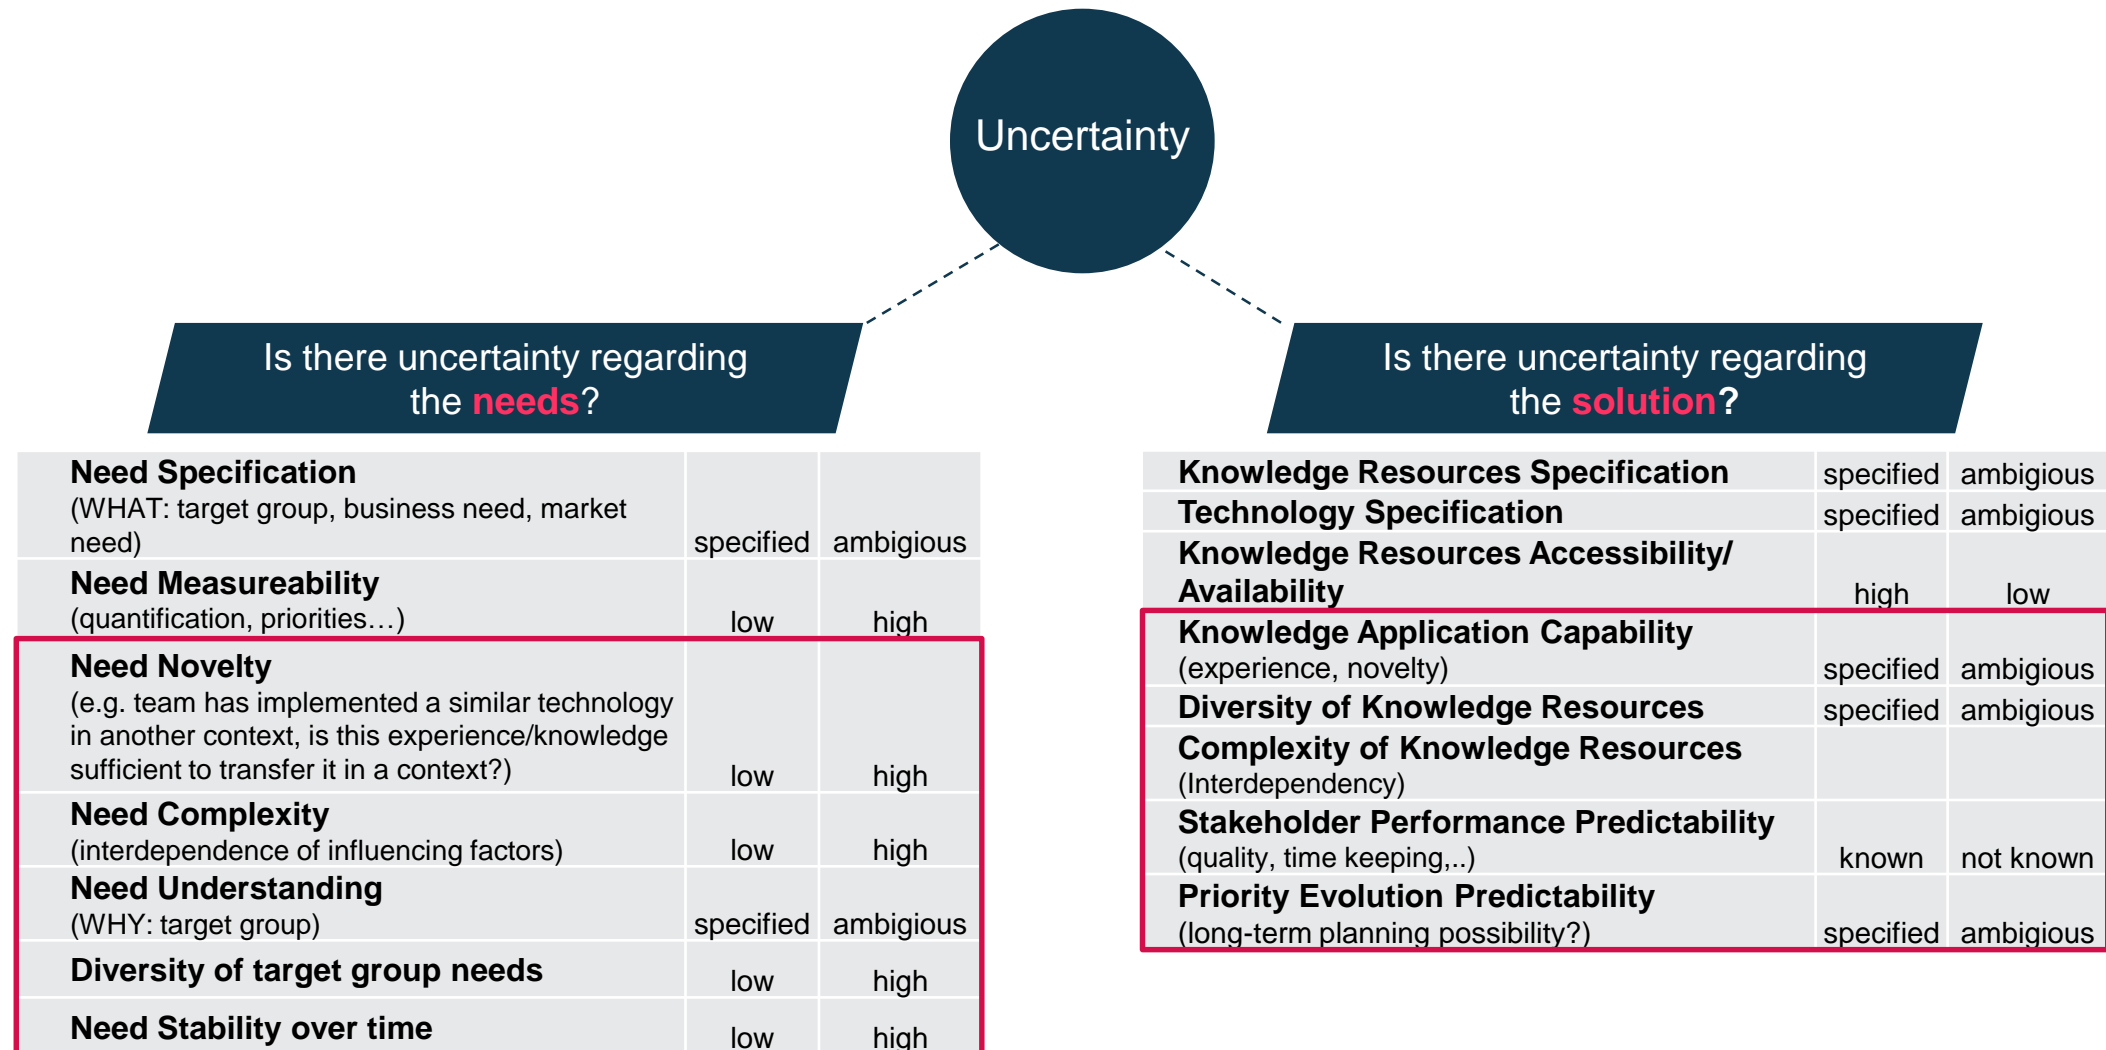 Uncertainty
Is there uncertainty regarding
the needs?
Need Specification
(WHAT: target group, business need, market
need) specified ambigious
Need Measureability
(quantification, priorities…) low high
Need Novelty
(e.g. team has implemented a similar technology
in another context, is this experience/knowledge
sufficient to transfer it in a context?) low high
Need Complexity
(interdependence of influencing factors) low high
Need Understanding
(WHY: target group) specified ambigious
Diversity of target group needs low high
Need Stability over time low high
Is there uncertainty regarding
the solution?
Knowledge Resources Specification specified ambigious
Technology Specification specified ambigious
Knowledge Resources Accessibility/
Availability high low
Knowledge Application Capability
(experience, novelty) specified ambigious
Diversity of Knowledge Resources specified ambigious
Complexity of Knowledge Resources
(Interdependency)
Stakeholder Performance Predictability
(quality, time keeping,..) known not known
Priority Evolution Predictability
(long-term planning possibility?) specified ambigious